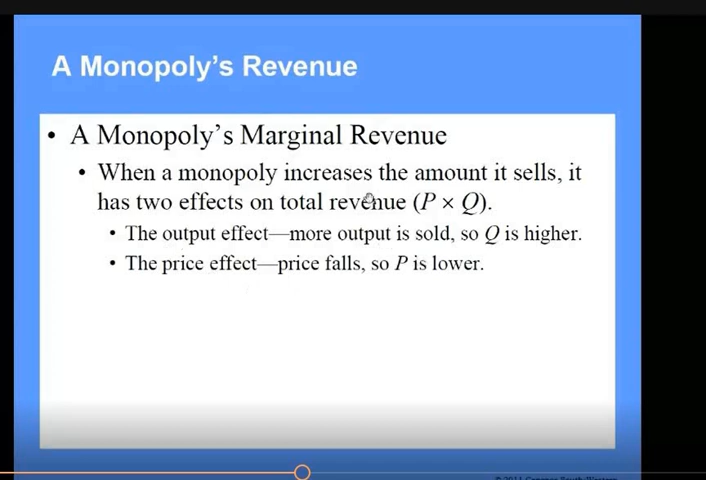 A Monopoly's Revenue
• A Monopoly's Marginal Revenue
• When a monopoly increases the amount it sells, it
has two effects on total revenue (P × Q).
• The output effect—more output is sold, so Q is higher.
• The price effect—price falls, so P is lower.